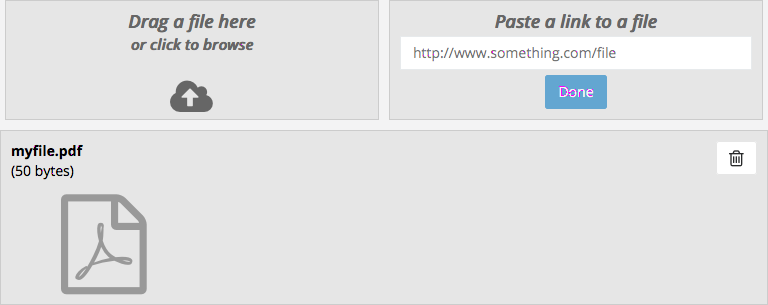 Drag a file here
or click to browse
Paste a link to a file
http://www.something.com/file
Done
myfile.pdf
(50 bytes)